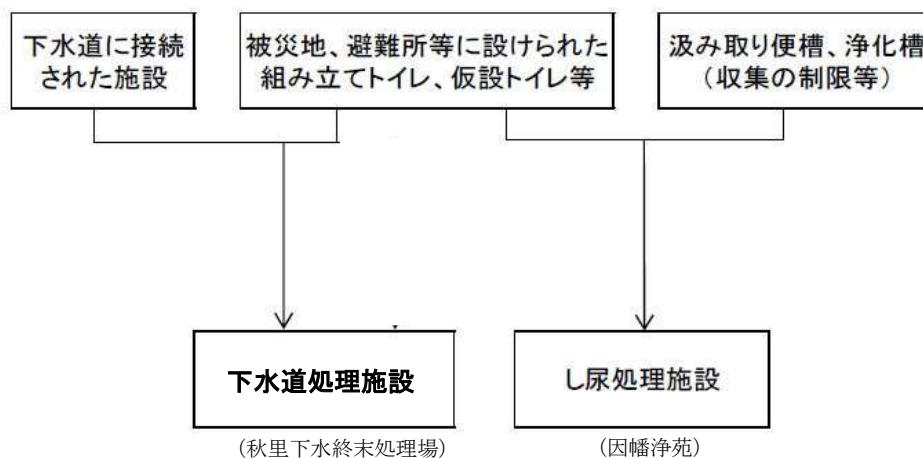 下水道に接続
された施設
被災地、避難所等に設けられた
組み立てトイレ、仮設トイレ等
汲み取り便槽、浄化槽
（収集の制限等）
下水道処理施設
（秋里下水終末処理場）
し尿処理施設
（因幡浄苑）